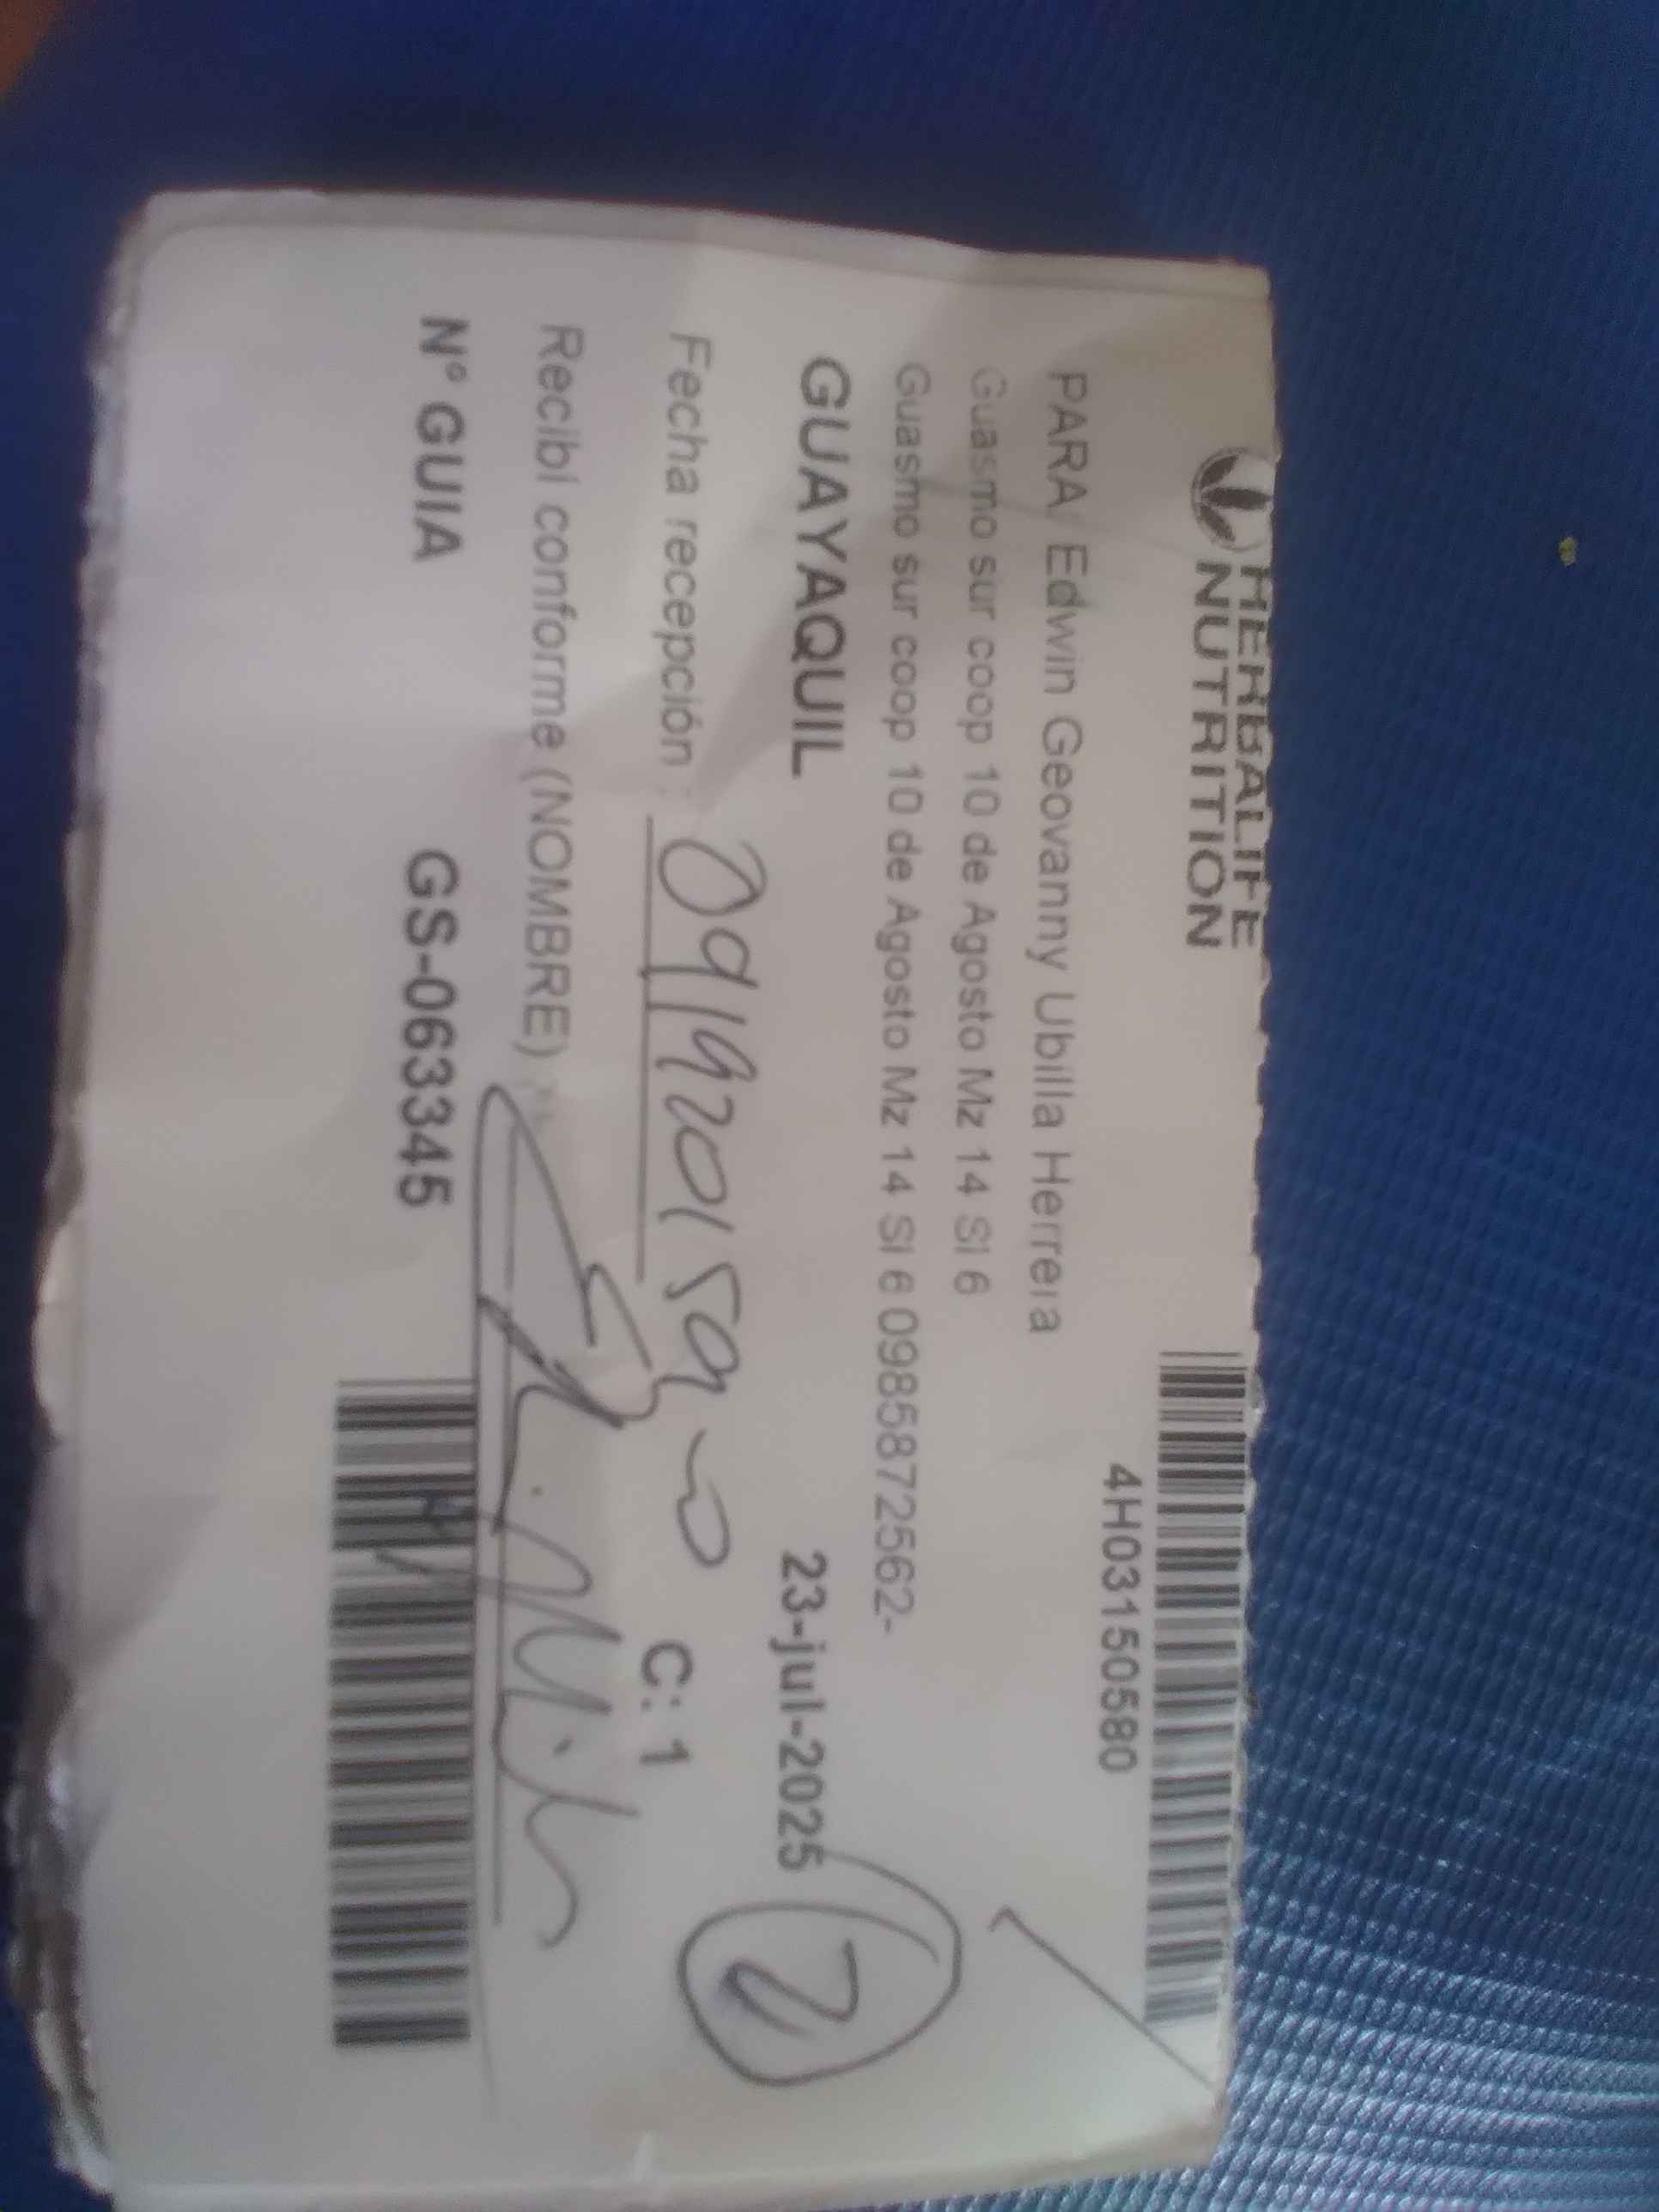 HERBALIFE
NUTRITION
4H03150580
PARA Edwin Geovanny Ubilla Herrera
Guasmo sur coop 10 de Agosto Mz 14 Sl 6
Guasmo sur coop 10 de Agosto Mz 14 Sl 6 0985872562-
GUAYAQUIL 23-jul-2025
2
Fecha recepción : C: 1
Recibí conforme (NOMBRE)
Nº GUIA GS-063345